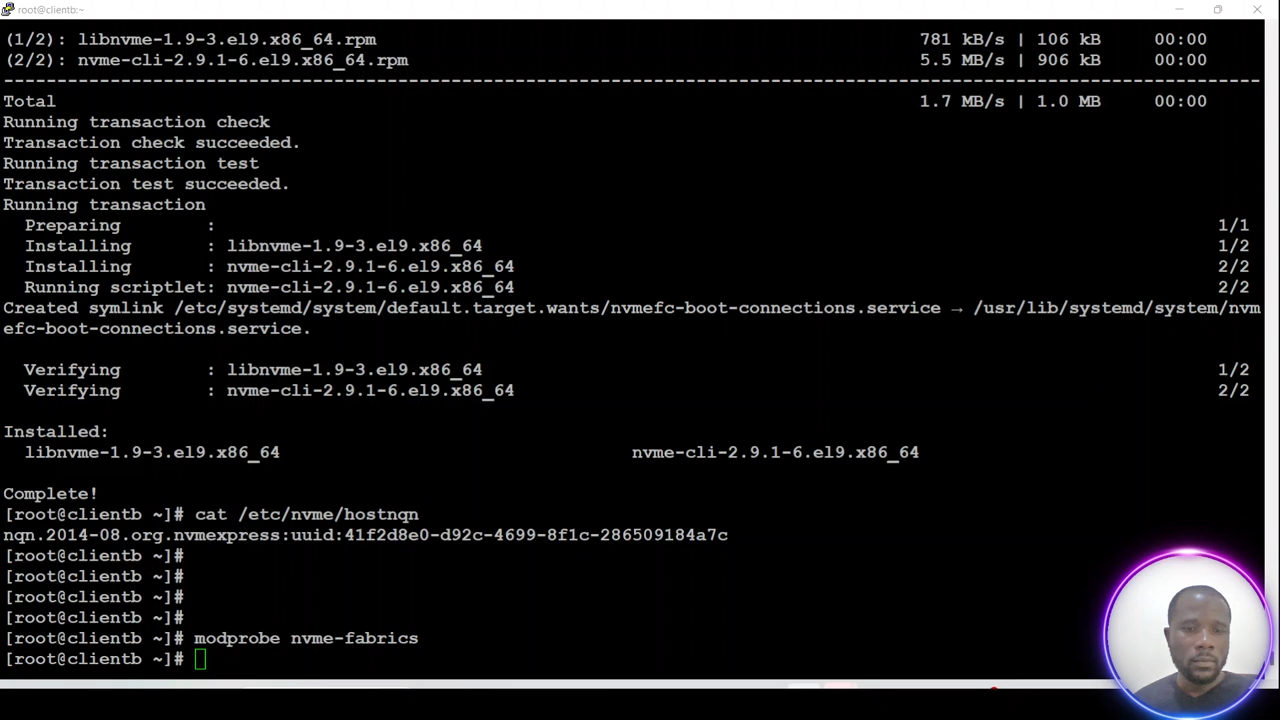 root@clientb:~
(1/2): libnvme-1.9-3.el9.x86_64.rpm 781 kB/s | 106 kB 00:00
(2/2): nvme-cli-2.9.1-6.el9.x86_64.rpm 5.5 MB/s | 906 kB 00:00
--------------------------------------------------------------------------------
Total 1.7 MB/s | 1.0 MB 00:00
Running transaction check
Transaction check succeeded.
Running transaction test
Transaction test succeeded.
Running transaction
Preparing : 1/1
Installing : libnvme-1.9-3.el9.x86_64 1/2
Installing : nvme-cli-2.9.1-6.el9.x86_64 2/2
Running scriptlet: nvme-cli-2.9.1-6.el9.x86_64 2/2
Created symlink /etc/systemd/system/default.target.wants/nvmefc-boot-connections.service → /usr/lib/systemd/system/nvm
efc-boot-connections.service.
Verifying : libnvme-1.9-3.el9.x86_64 1/2
Verifying : nvme-cli-2.9.1-6.el9.x86_64 2/2
Installed:
libnvme-1.9-3.el9.x86_64 nvme-cli-2.9.1-6.el9.x86_64
Complete!
[root@clientb ~]# cat /etc/nvme/hostnqn
nqn.2014-08.org.nvmexpress:uuid:41f2d8e0-d92c-4699-8f1c-286509184a7c
[root@clientb ~]#
[root@clientb ~]#
[root@clientb ~]#
[root@clientb ~]#
[root@clientb ~]# modprobe nvme-fabrics
[root@clientb ~]#